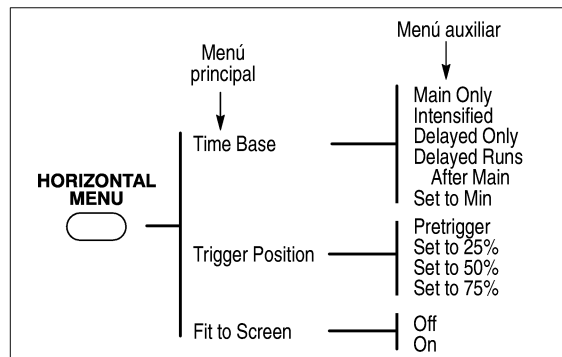 Menú auxiliar
Menú
principal
Main Only
Intensified
Delayed Only
Delayed Runs
After Main
Set to Min
Time Base
HORIZONTAL
MENU
Pretrigger
Set to 25%
Set to 50%
Set to 75%
Trigger Position
Fit to Screen
Off
On